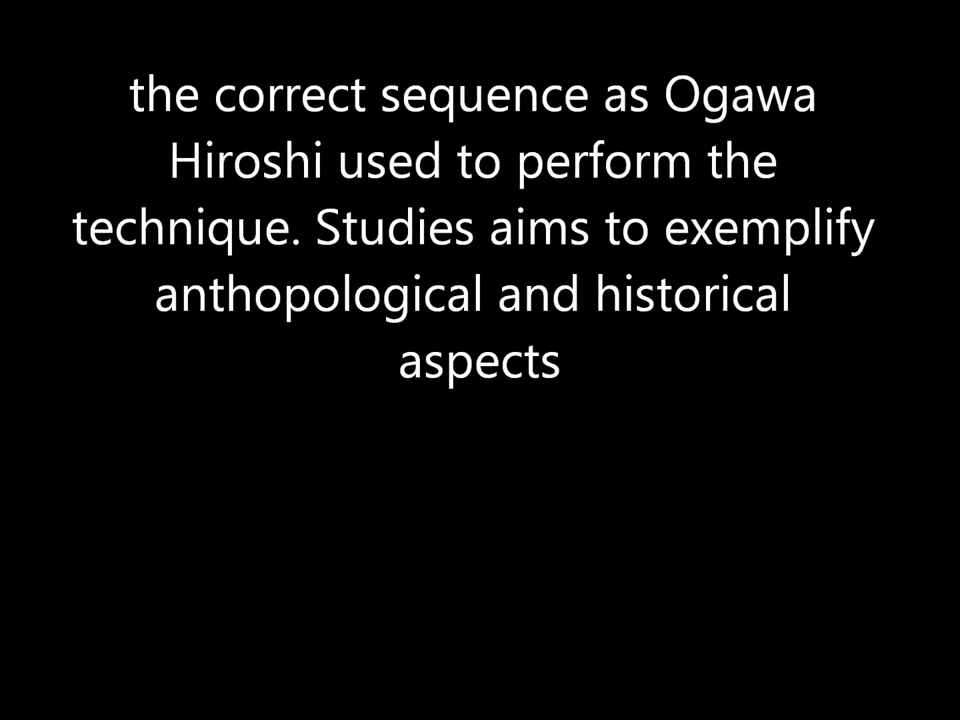 the correct sequence as Ogawa
Hiroshi used to perform the
technique. Studies aims to exemplify
anthopological and historical
aspects